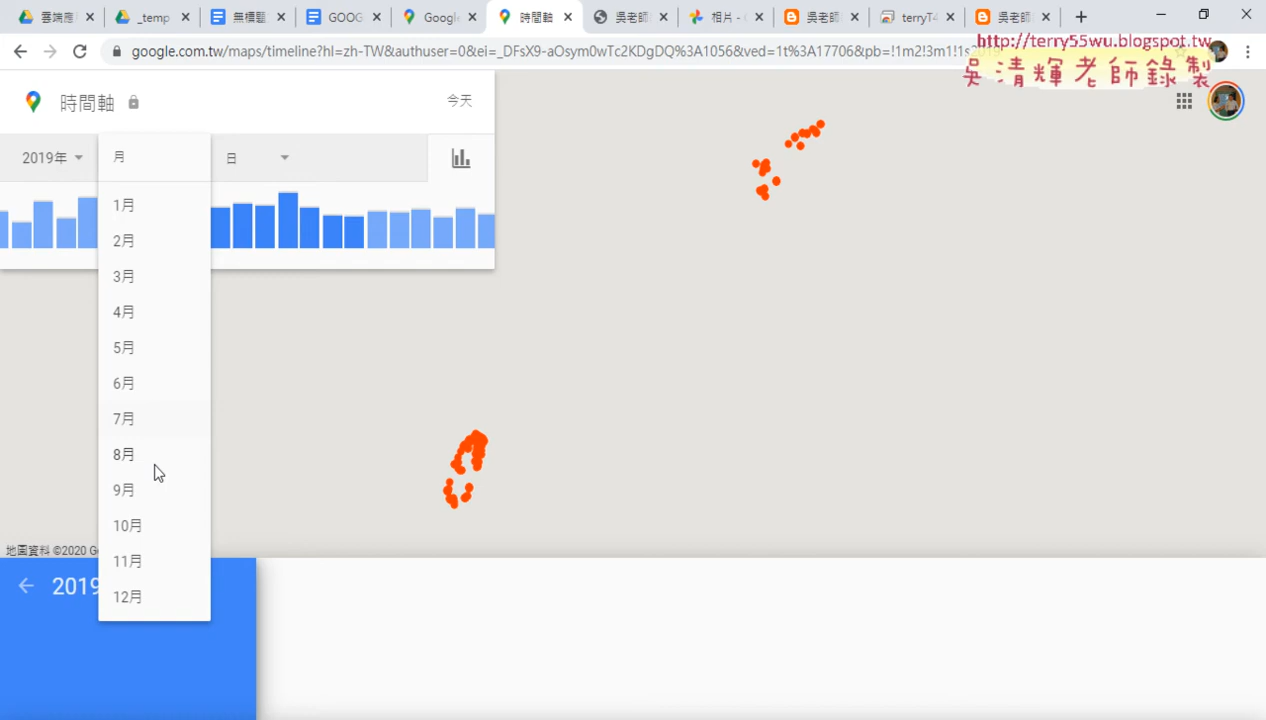 雲端應
_temp
無標題
GOOG
Google
時間軸
吳老師
相片 - G
吳老師
terryT4
吳老師
google.com.tw/maps/timeline?hl=zh-TW&authuser=0&ei=_DFsX9-aOsym0wTc2KDgDQ%3A1056&ved=1t%3A17706&pb=!1m2!3m1!1s2019
http://terry55wu.blogspot.tw
吳清輝老師錄製
時間軸
今天
2019年
月
日
1月
2月
3月
4月
5月
6月
7月
8月
9月
10月
11月
12月
地圖資料 ©2020 Go
2019